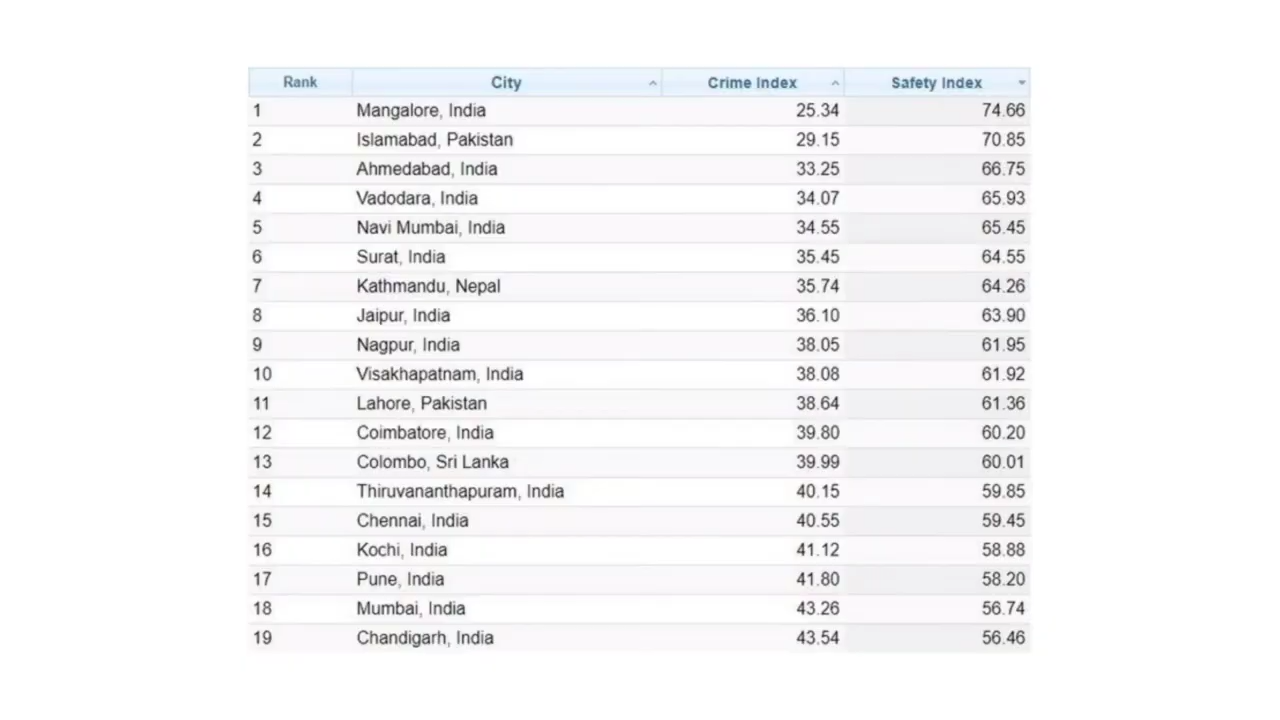 Rank City Crime Index Safety Index
1 Mangalore, India 25.34 74.66
2 Islamabad, Pakistan 29.15 70.85
3 Ahmedabad, India 33.25 66.75
4 Vadodara, India 34.07 65.93
5 Navi Mumbai, India 34.55 65.45
6 Surat, India 35.45 64.55
7 Kathmandu, Nepal 35.74 64.26
8 Jaipur, India 36.10 63.90
9 Nagpur, India 38.05 61.95
10 Visakhapatnam, India 38.08 61.92
11 Lahore, Pakistan 38.64 61.36
12 Coimbatore, India 39.80 60.20
13 Colombo, Sri Lanka 39.99 60.01
14 Thiruvananthapuram, India 40.15 59.85
15 Chennai, India 40.55 59.45
16 Kochi, India 41.12 58.88
17 Pune, India 41.80 58.20
18 Mumbai, India 43.26 56.74
19 Chandigarh, India 43.54 56.46